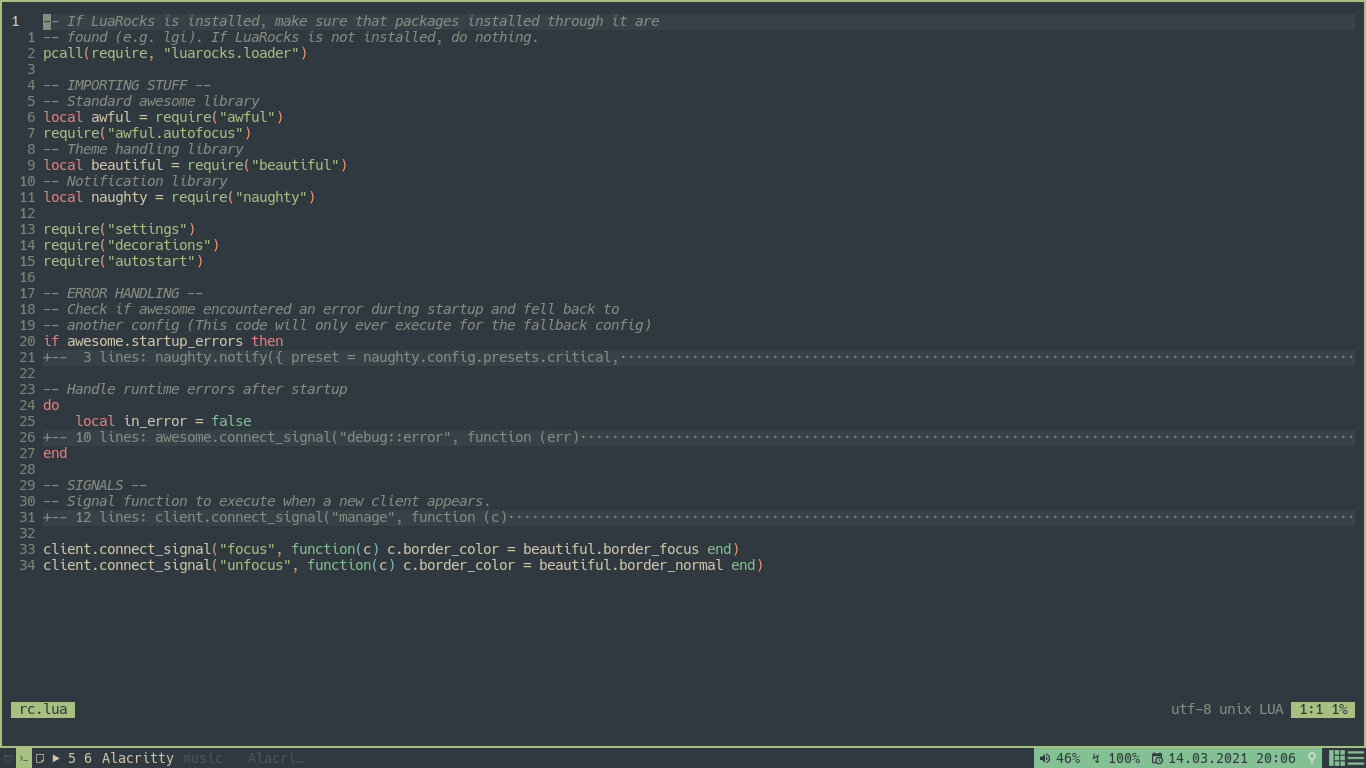 1 -- If LuaRocks is installed, make sure that packages installed through it are
1 -- found (e.g. lgi). If LuaRocks is not installed, do nothing.
2 pcall(require, "luarocks.loader")
3
4 -- IMPORTING STUFF --
5 -- Standard awesome library
6 local awful = require("awful")
7 require("awful.autofocus")
8 -- Theme handling library
9 local beautiful = require("beautiful")
10 -- Notification library
11 local naughty = require("naughty")
12
13 require("settings")
14 require("decorations")
15 require("autostart")
16
17 -- ERROR HANDLING --
18 -- Check if awesome encountered an error during startup and fell back to
19 -- another config (This code will only ever execute for the fallback config)
20 if awesome.startup_errors then
21 +--  3 lines: naughty.notify({ preset = naughty.config.presets.critical,····························································································
22
23 -- Handle runtime errors after startup
24 do
25     local in_error = false
26 +-- 10 lines: awesome.connect_signal("debug::error", function (err)·································································································
27 end
28
29 -- SIGNALS --
30 -- Signal function to execute when a new client appears.
31 +-- 12 lines: client.connect_signal("manage", function (c)··········································································································
32
33 client.connect_signal("focus", function(c) c.border_color = beautiful.border_focus end)
34 client.connect_signal("unfocus", function(c) c.border_color = beautiful.border_normal end)
rc.lua utf-8 unix LUA 1:1 1%
5 6 Alacritty music Alacri… 46% 100% 14.03.2021 20:06